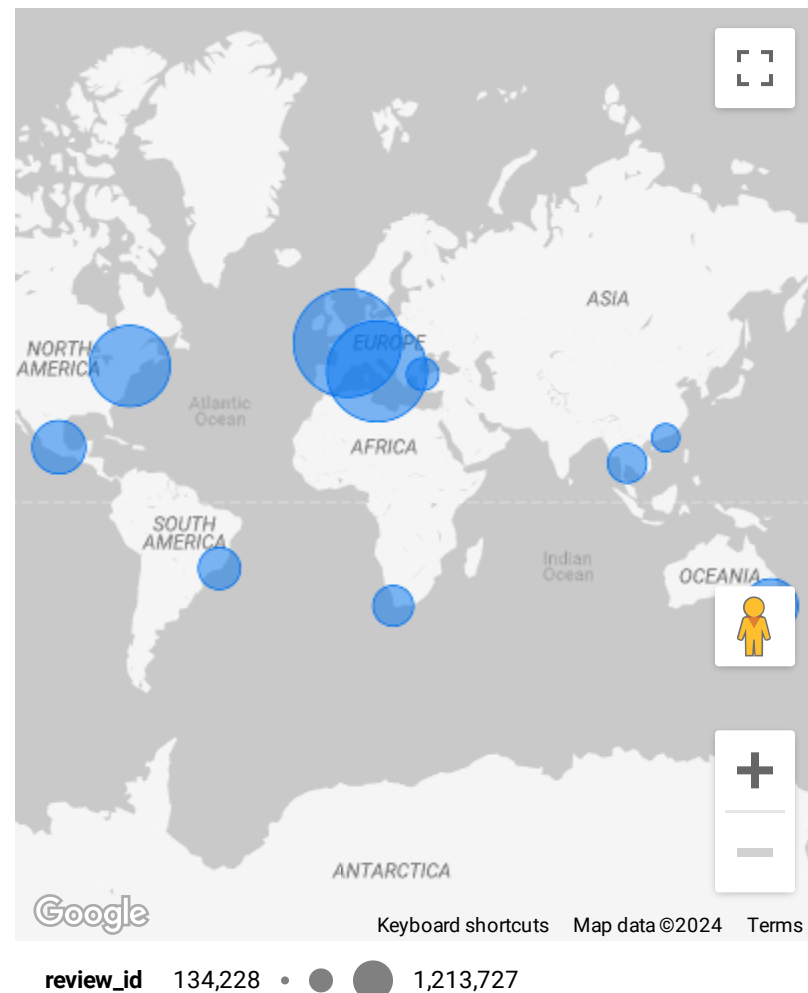 ASIA
NORTH
AMERICA
EUROPE
Atlantic
Ocean
AFRICA
SOUTH
AMERICA
Indian
Ocean
OCEANIA
ANTARCTICA
Google
Keyboard shortcuts Map data ©2024 Terms
review_id 134,228 1,213,727